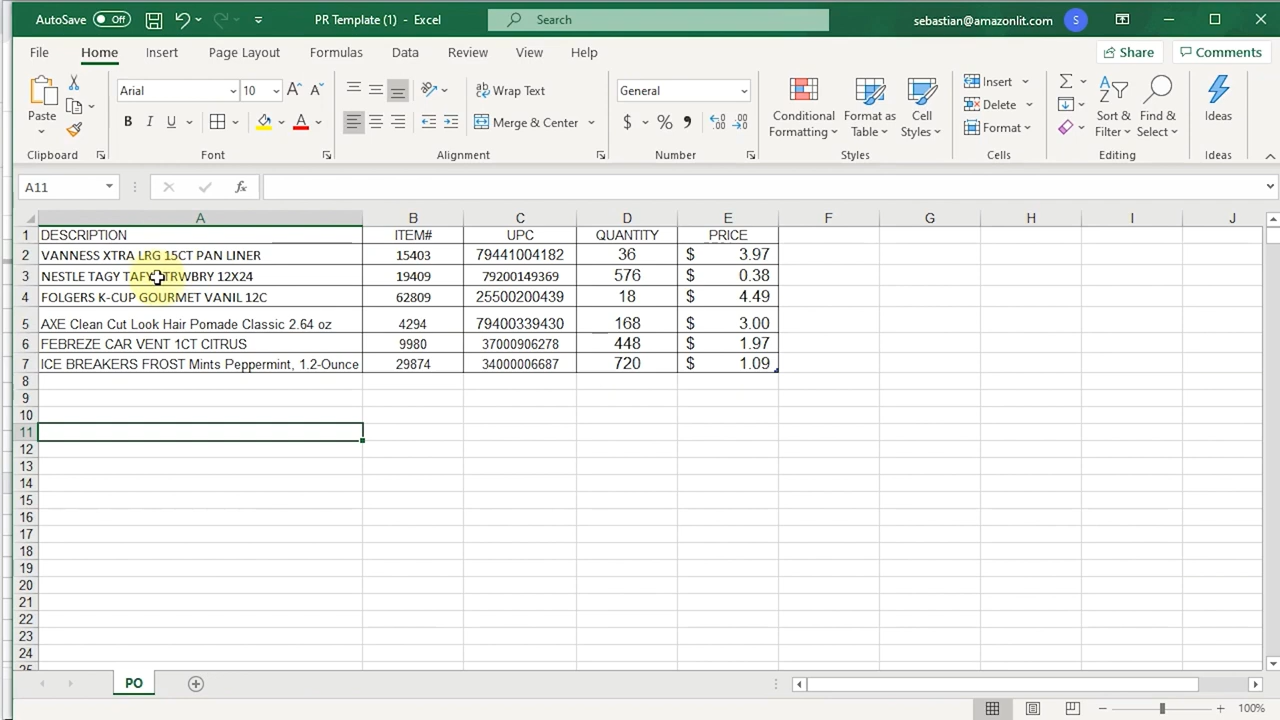 AutoSave Off PR Template (1) - Excel Search sebastian@amazonlit.com S
File Home Insert Page Layout Formulas Data Review View Help Share Comments
Paste Arial 10 A A Wrap Text General Conditional Formatting Format as Table Cell Styles Insert Sort & Filter Find & Select Ideas
B I U A Merge & Center $ % Delete
Format
Clipboard Font Alignment Number Styles Cells Editing Ideas
A11 fx
A B C D E F G H I J
1 DESCRIPTION ITEM# UPC QUANTITY PRICE
2 VANNESS XTRA LRG 15CT PAN LINER 15403 79441004182 36 $ 3.97
3 NESTLE TAGY TAFY STRWBRY 12X24 19409 79200149369 576 $ 0.38
4 FOLGERS K-CUP GOURMET VANIL 12C 62809 25500200439 18 $ 4.49
5 AXE Clean Cut Look Hair Pomade Classic 2.64 oz 4294 79400339430 168 $ 3.00
6 FEBREZE CAR VENT 1CT CITRUS 9980 37000906278 448 $ 1.97
7 ICE BREAKERS FROST Mints Peppermint, 1.2-Ounce 29874 34000006687 720 $ 1.09
8
9
10
11
12
13
14
15
16
17
18
19
20
21
22
23
24
25
PO
100%